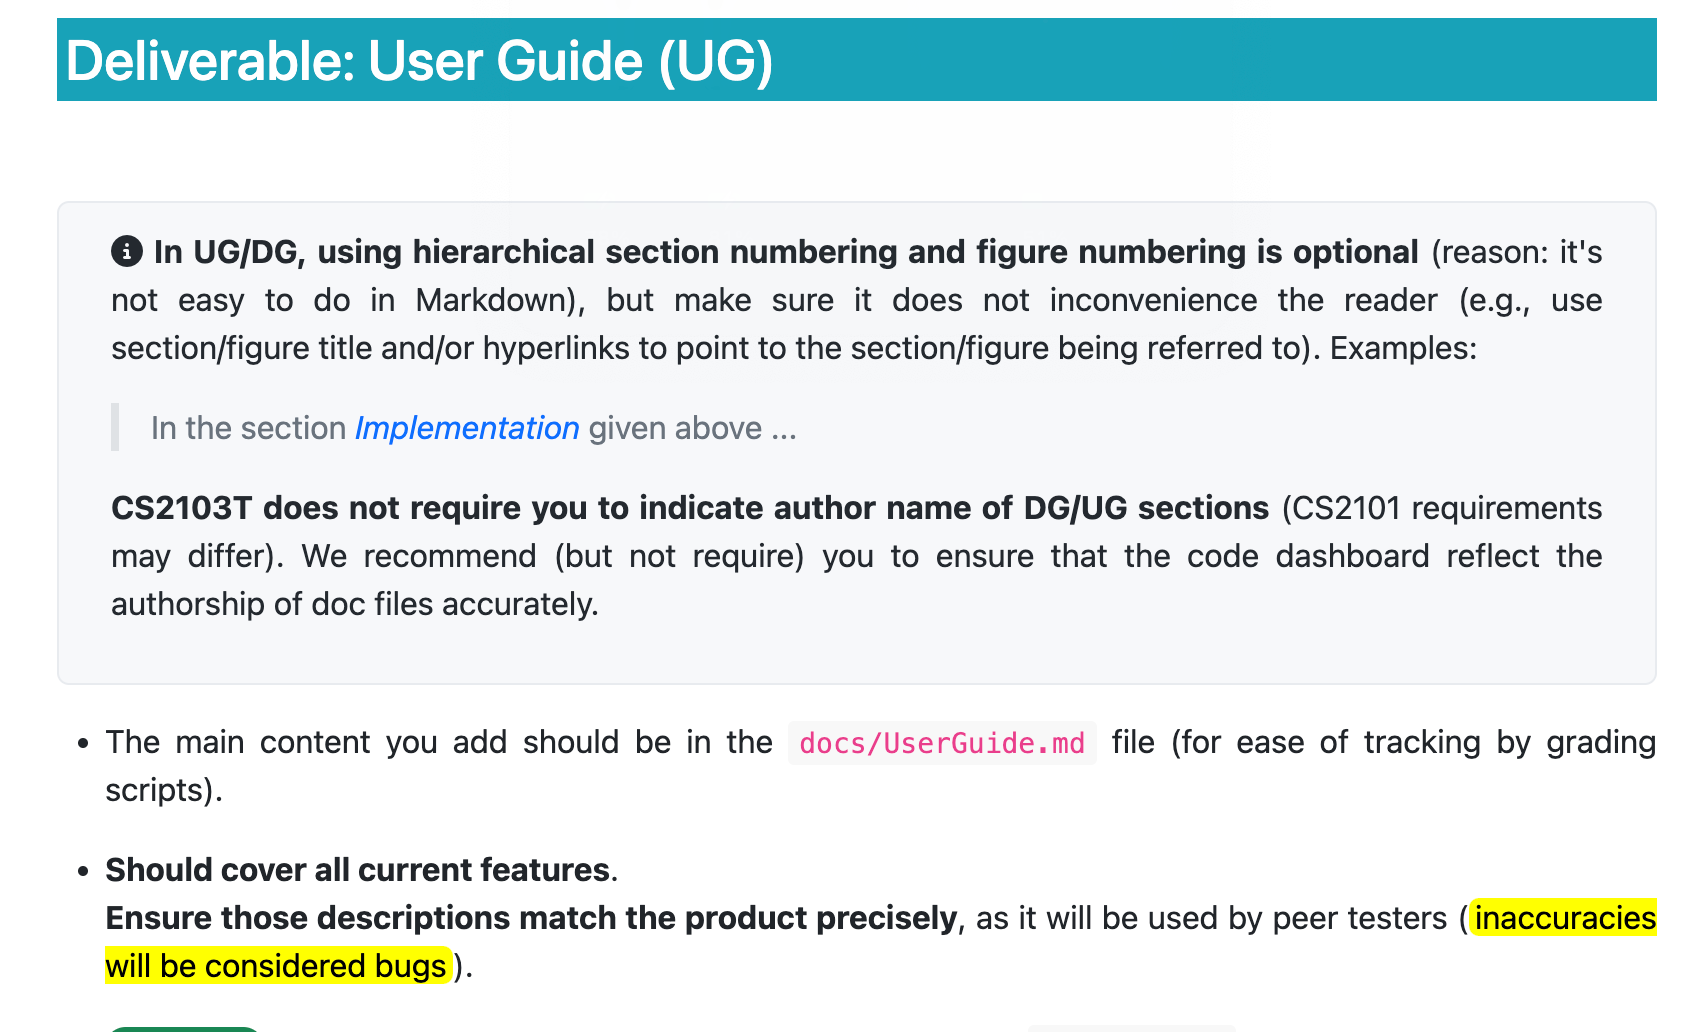 Deliverable: User Guide (UG)
In UG/DG, using hierarchical section numbering and figure numbering is optional (reason: it's
not easy to do in Markdown), but make sure it does not inconvenience the reader (e.g., use
section/figure title and/or hyperlinks to point to the section/figure being referred to). Examples:
In the section Implementation given above ...
CS2103T does not require you to indicate author name of DG/UG sections (CS2101 requirements
may differ). We recommend (but not require) you to ensure that the code dashboard reflect the
authorship of doc files accurately.
• The main content you add should be in the docs/UserGuide.md file (for ease of tracking by grading
scripts).
• Should cover all current features.
Ensure those descriptions match the product precisely, as it will be used by peer testers (inaccuracies
will be considered bugs).